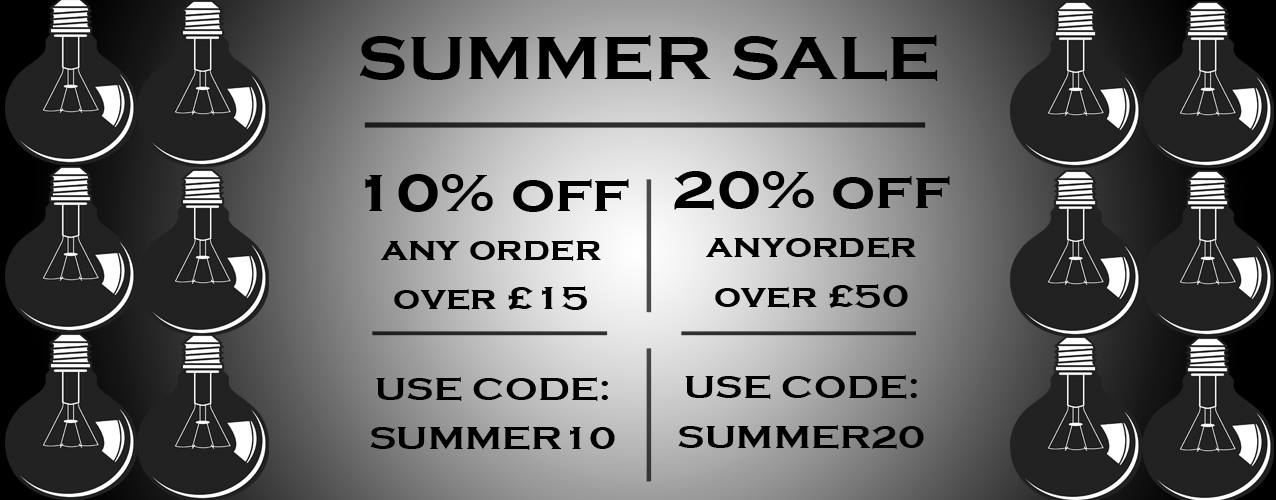 SUMMER SALE
10% OFF
ANY ORDER
OVER £15
USE CODE:
SUMMER10
20% OFF
ANYORDER
OVER £50
USE CODE:
SUMMER20